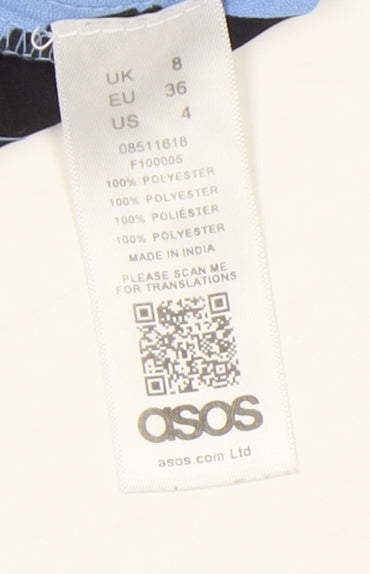 UK 8
EU 36
US 4
08511618
F100005
100% POLYESTER
100% POLYESTER
100% POLIÉSTER
100% POLYESTER
MADE IN INDIA
PLEASE SCAN ME
FOR TRANSLATIONS
asos
asos.com Ltd